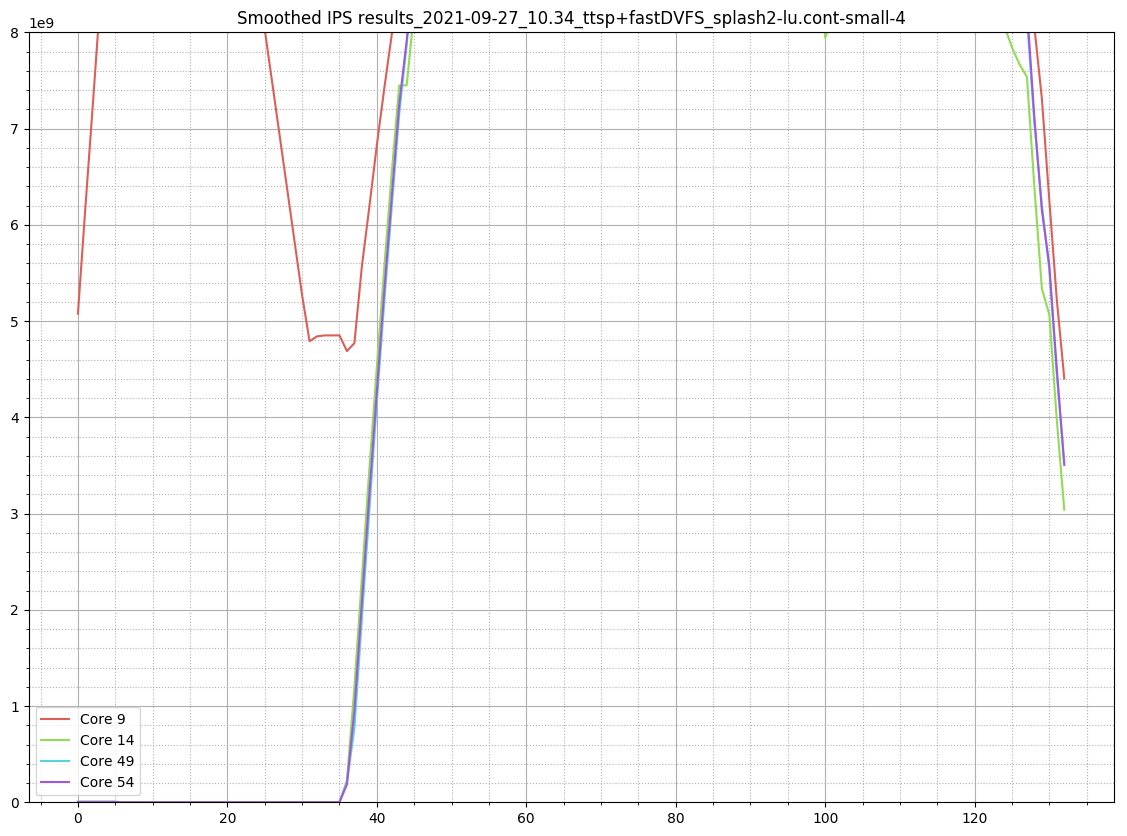 Smoothed IPS results_2021-09-27_10.34_ttsp+fastDVFS_splash2-lu.cont-small-4
1e9
8
7
6
5
4
3
2
1
0
Core 9
Core 14
Core 49
Core 54
0 20 40 60 80 100 120